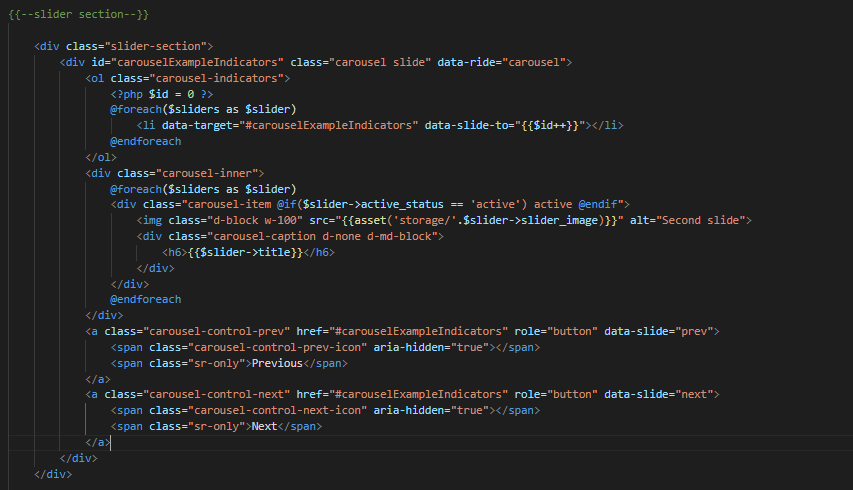 {{--slider section--}}
<div class="slider-section">
<div id="carouselExampleIndicators" class="carousel slide" data-ride="carousel">
<ol class="carousel-indicators">
<?php $id = 0 ?>
@foreach($sliders as $slider)
<li data-target="#carouselExampleIndicators" data-slide-to="{{$id++}}"></li>
@endforeach
</ol>
<div class="carousel-inner">
@foreach($sliders as $slider)
<div class="carousel-item @if($slider->active_status == 'active') active @endif">
<img class="d-block w-100" src="{{asset('storage/'.$slider->slider_image)}}" alt="Second slide">
<div class="carousel-caption d-none d-md-block">
<h6>{{$slider->title}}</h6>
</div>
</div>
@endforeach
</div>
<a class="carousel-control-prev" href="#carouselExampleIndicators" role="button" data-slide="prev">
<span class="carousel-control-prev-icon" aria-hidden="true"></span>
<span class="sr-only">Previous</span>
</a>
<a class="carousel-control-next" href="#carouselExampleIndicators" role="button" data-slide="next">
<span class="carousel-control-next-icon" aria-hidden="true"></span>
<span class="sr-only">Next</span>
</a>
</div>
</div>